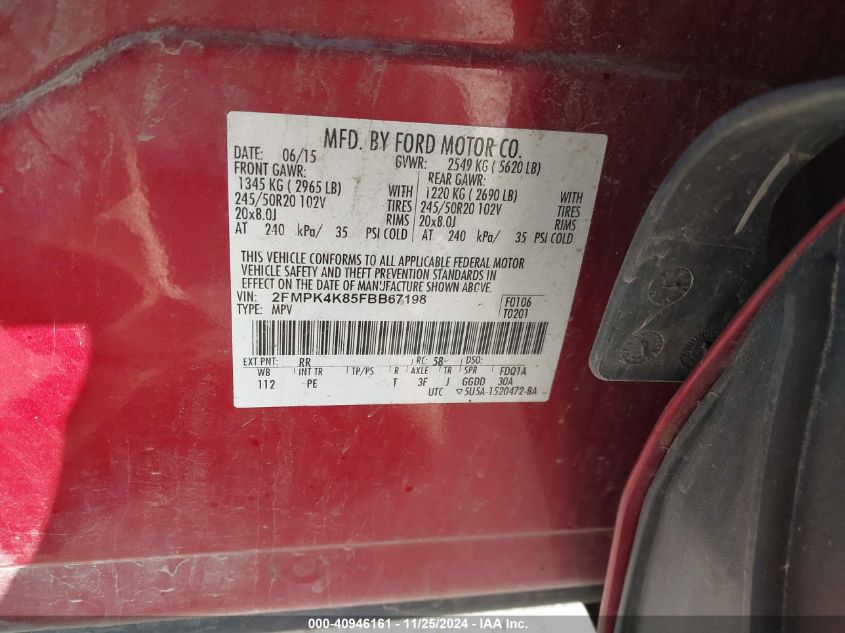 MFD. BY FORD MOTOR CO.
DATE: 06/15 GVWR: 2549 KG ( 5620 LB)
FRONT GAWR: REAR GAWR:
1345 KG ( 2965 LB) WITH 1220 KG ( 2690 LB) WITH
245/50R20 102V TIRES 245/50R20 102V TIRES
20x8.0J RIMS 20x8.0J RIMS
AT 240 kPa/ 35 PSI COLD AT 240 kPa/ 35 PSI COLD
THIS VEHICLE CONFORMS TO ALL APPLICABLE FEDERAL MOTOR
VEHICLE SAFETY AND THEFT PREVENTION STANDARDS IN
EFFECT ON THE DATE OF MANUFACTURE SHOWN ABOVE.
VIN: 2FMPK4K85FBB67198 F0106
TYPE: MPV T0201
EXT PNT: RR RC: 58 DSO:
WB INT TR TP/PS R AXLE TR SPR FDQTA
112 PE T 3F J GGDD 30A
UTC ▽5U5A-1520472-BA
000-40946161 - 11/25/2024 - 1526..............